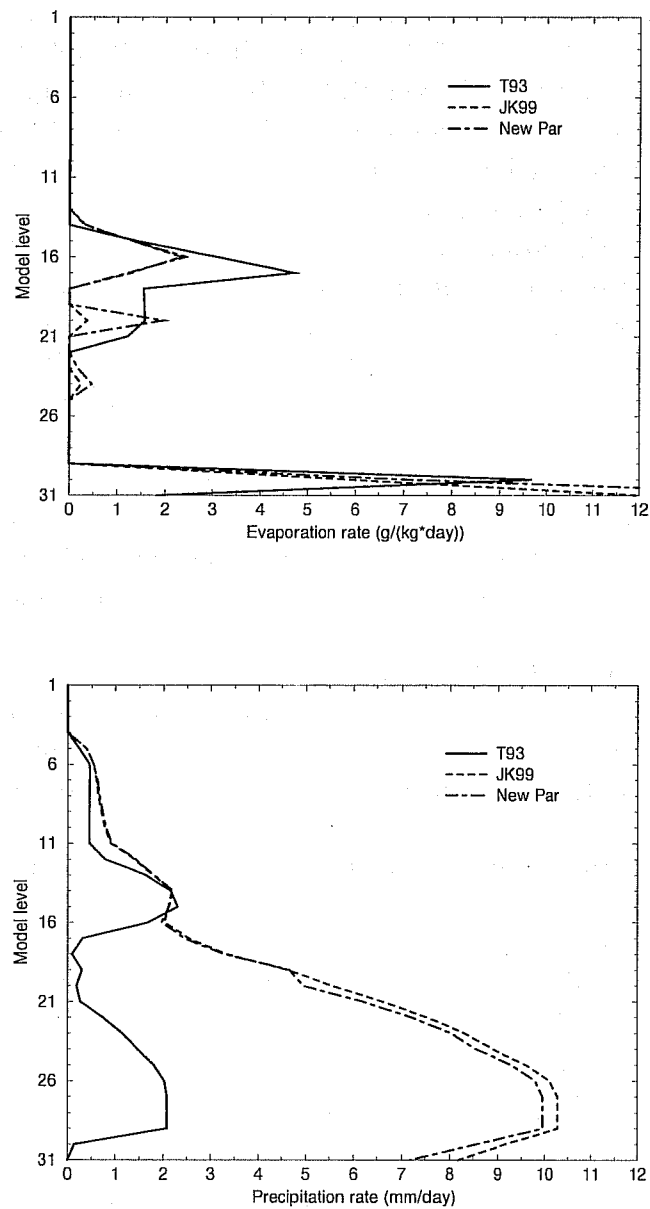 1
6
11
16
21
26
31
Model level
T93
JK99
New Par
0 1 2 3 4 5 6 7 8 9 10 11 12
Evaporation rate (g/(kg*day))
1
6
11
16
21
26
31
Model level
T93
JK99
New Par
0 1 2 3 4 5 6 7 8 9 10 11 12
Precipitation rate (mm/day)